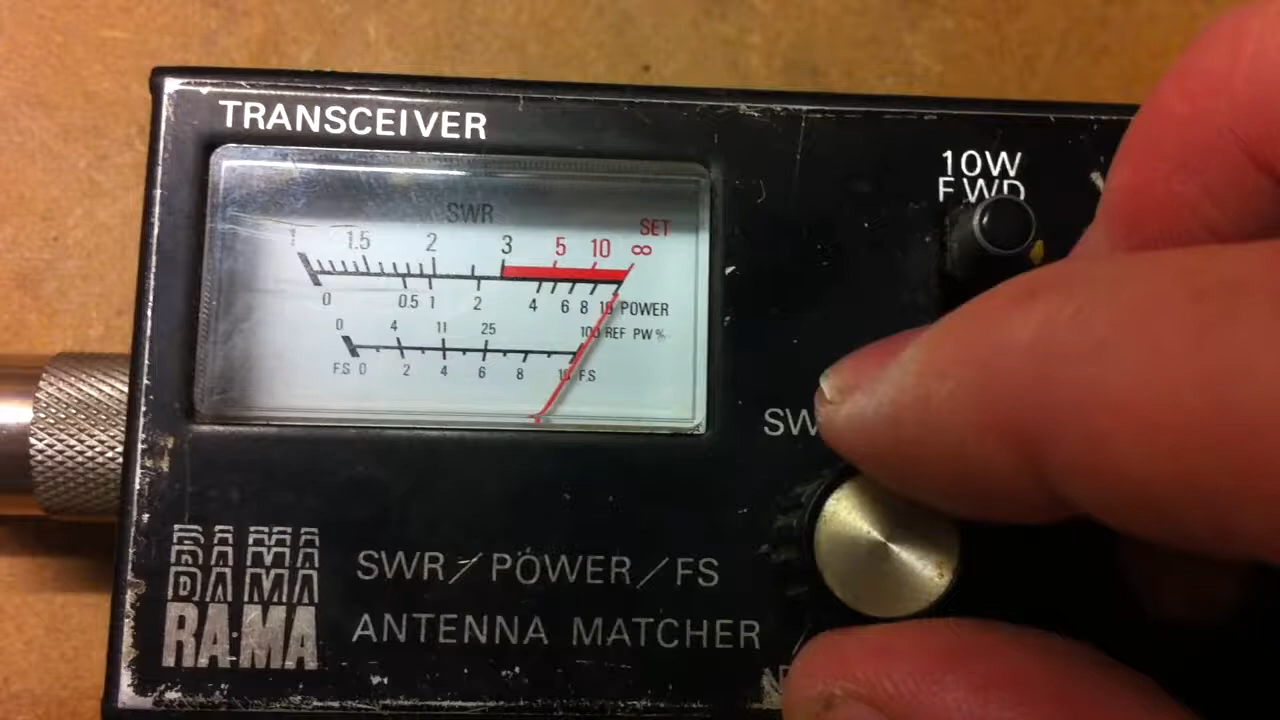 TRANSCEIVER
10W
FWD
SWR
SET
1 1.5 2 3 5 10 ∞
0 0.5 1 2 4 6 8 10 POWER
0 4 11 25 100 REF PW %
F.S 0 2 4 6 8 10 F.S
RAMA
SWR/POWER/FS
ANTENNA MATCHER